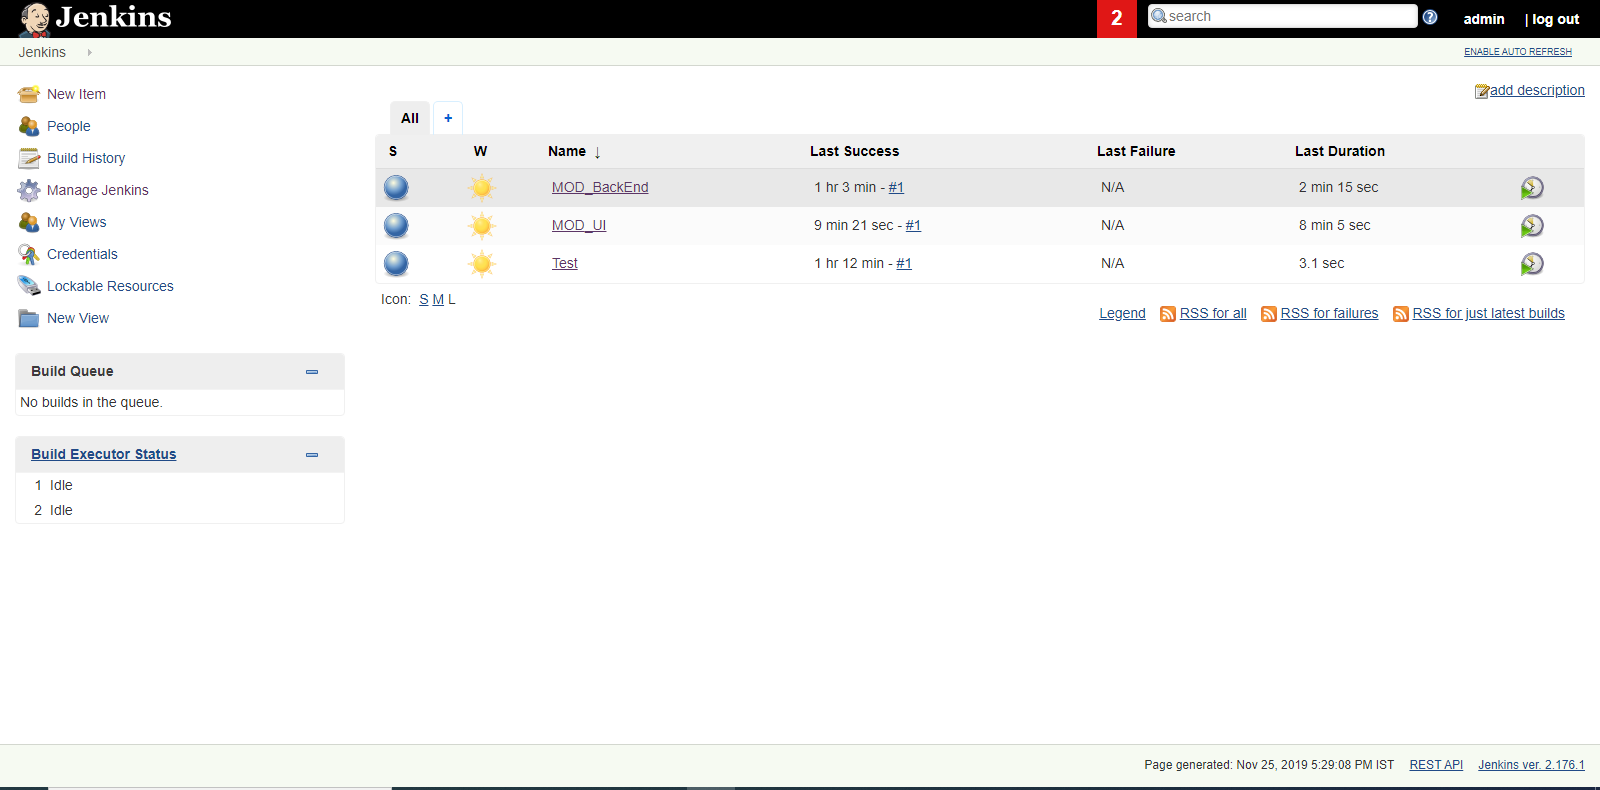 Jenkins
2
search
admin
| log out
Jenkins
ENABLE AUTO REFRESH
New Item
People
Build History
Manage Jenkins
My Views
Credentials
Lockable Resources
New View
Build Queue
No builds in the queue.
Build Executor Status
1 Idle
2 Idle
add description
All +
S W Name ↓ Last Success Last Failure Last Duration
MOD_BackEnd 1 hr 3 min - #1 N/A 2 min 15 sec
MOD_UI 9 min 21 sec - #1 N/A 8 min 5 sec
Test 1 hr 12 min - #1 N/A 3.1 sec
Icon: S M L
Legend RSS for all RSS for failures RSS for just latest builds
Page generated: Nov 25, 2019 5:29:08 PM IST REST API Jenkins ver. 2.176.1